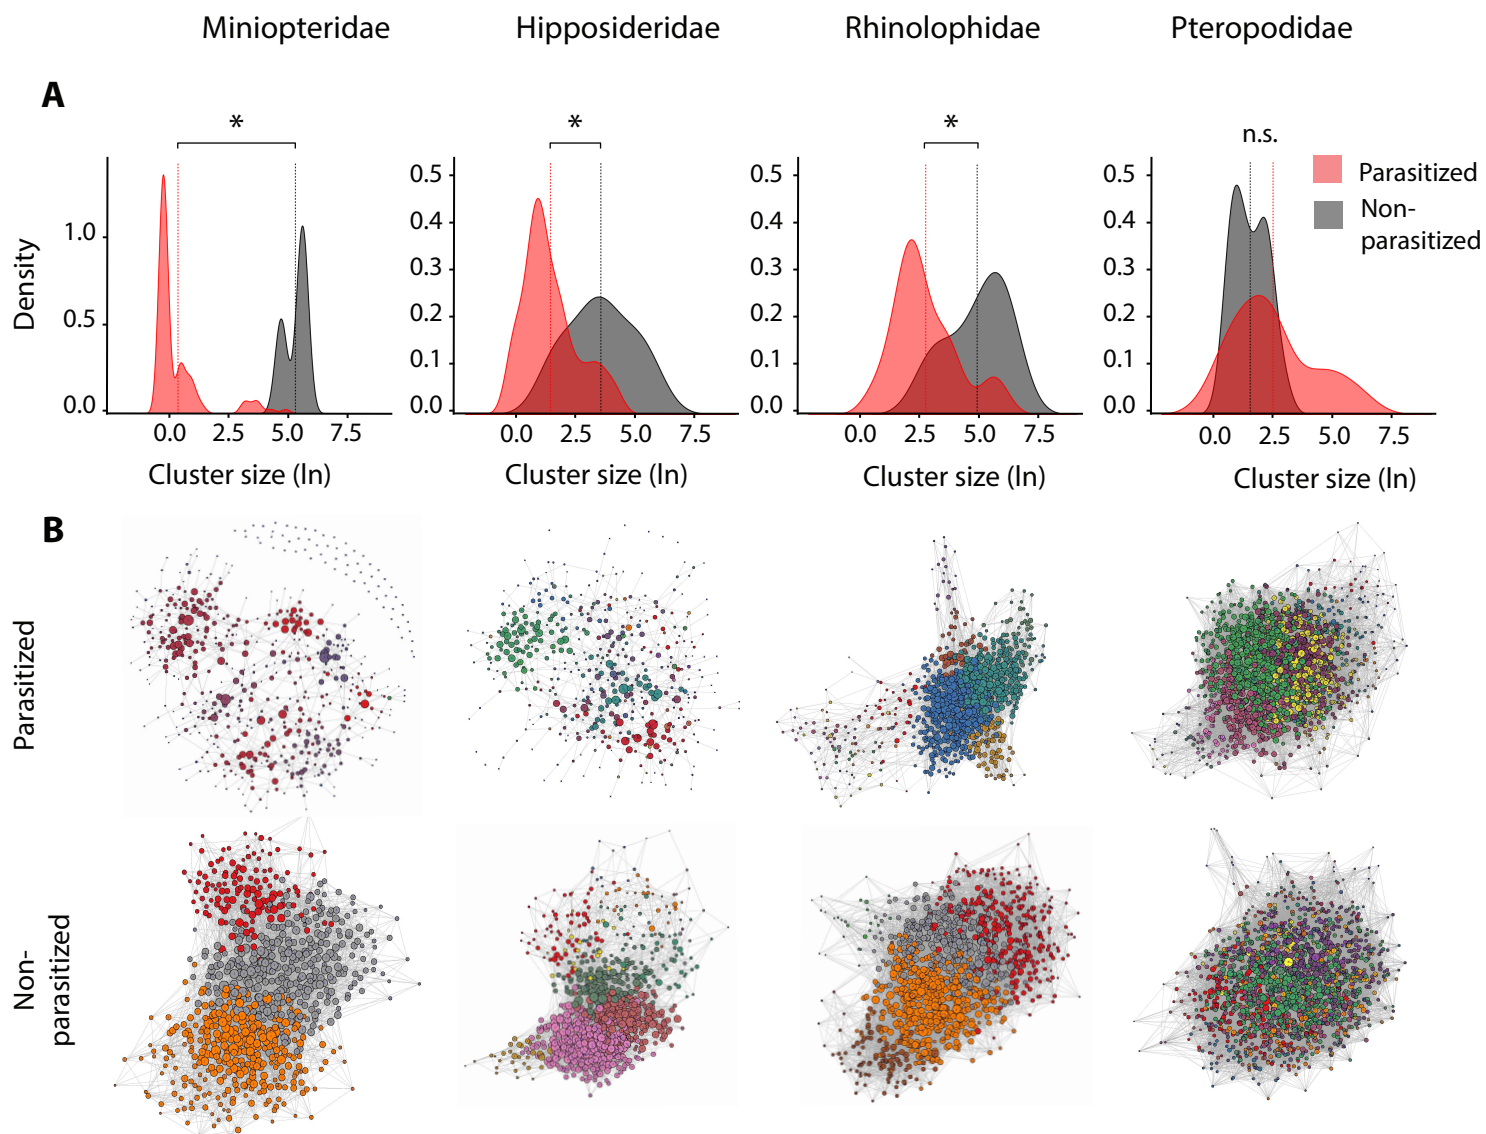 Miniopteridae Hipposideridae Rhinolophidae Pteropodidae
A
* * * n.s.
Parasitized
Non-
parasitized
Density
1.0
0.5
0.0
0.5
0.4
0.3
0.2
0.1
0.0
0.5
0.4
0.3
0.2
0.1
0.0
0.5
0.4
0.3
0.2
0.1
0.0
0.0 2.5 5.0 7.5
0.0 2.5 5.0 7.5
0.0 2.5 5.0 7.5
0.0 2.5 5.0 7.5
Cluster size (ln)
Cluster size (ln)
Cluster size (ln)
Cluster size (ln)
B
Parasitized
Non-
parasitized